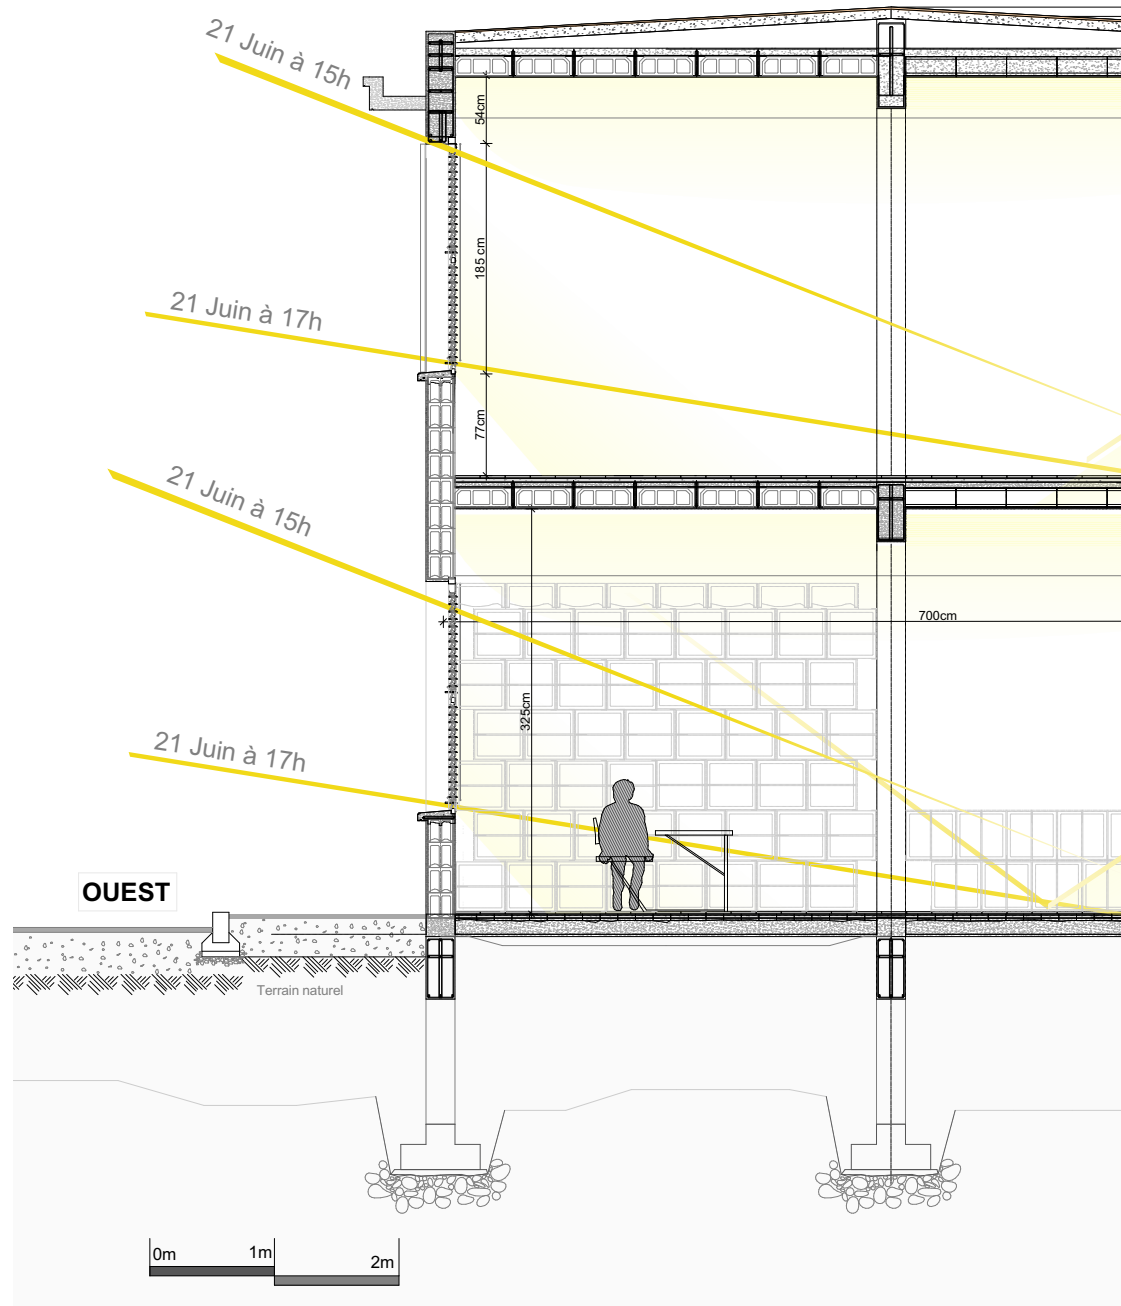 21 Juin à 15h
54cm
185 cm
21 Juin à 17h
77cm
21 Juin à 15h
700cm
325cm
21 Juin à 17h
OUEST
Terrain naturel
0m
1m
2m